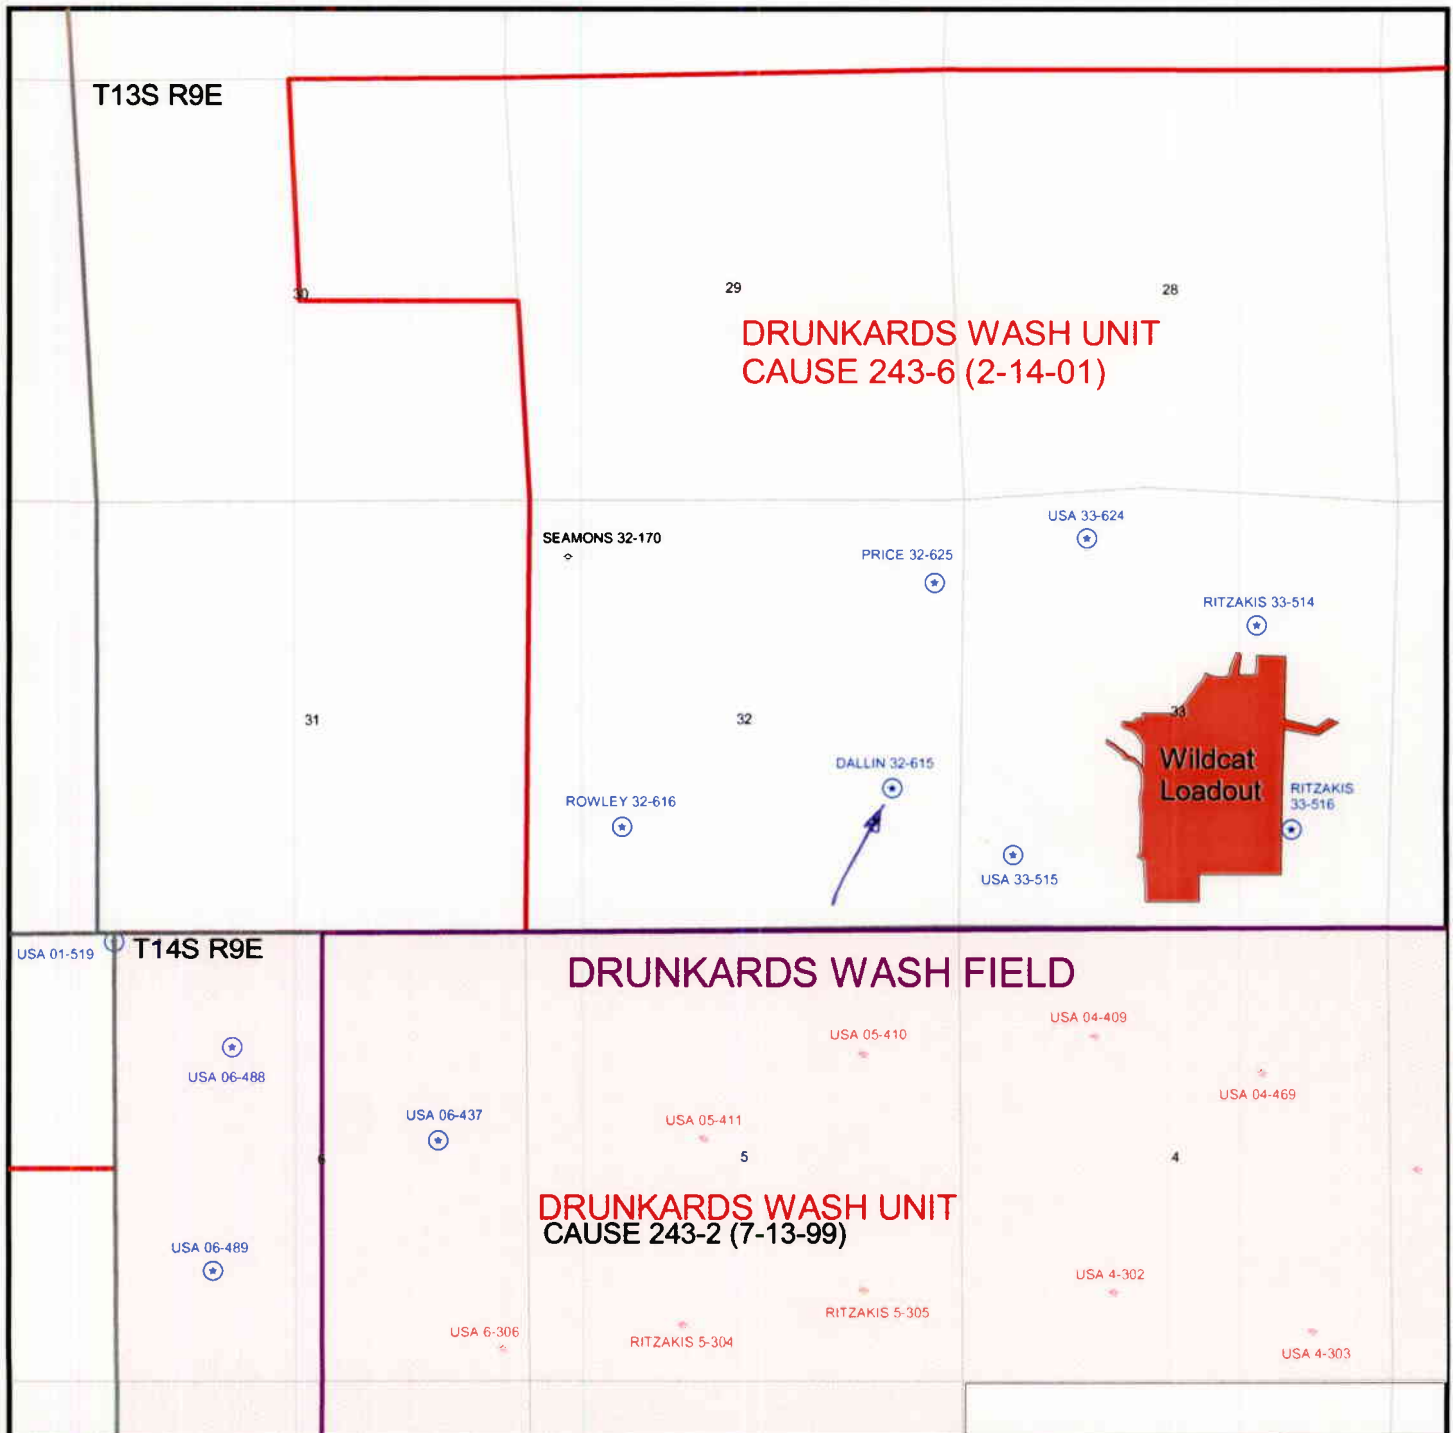 T13S R9E
30
29
28
DRUNKARDS WASH UNIT
CAUSE 243-6 (2-14-01)
SEAMONS 32-170
PRICE 32-625
USA 33-624
RITZAKIS 33-514
31
32
33
Wildcat
Loadout
DALLIN 32-615
ROWLEY 32-616
RITZAKIS
33-516
USA 33-515
USA 01-519
T14S R9E
DRUNKARDS WASH FIELD
USA 04-409
USA 05-410
USA 06-488
USA 04-469
USA 06-437
USA 05-411
6
5
4
DRUNKARDS WASH UNIT
CAUSE 243-2 (7-13-99)
USA 06-489
USA 4-302
RITZAKIS 5-305
USA 6-306
RITZAKIS 5-304
USA 4-303